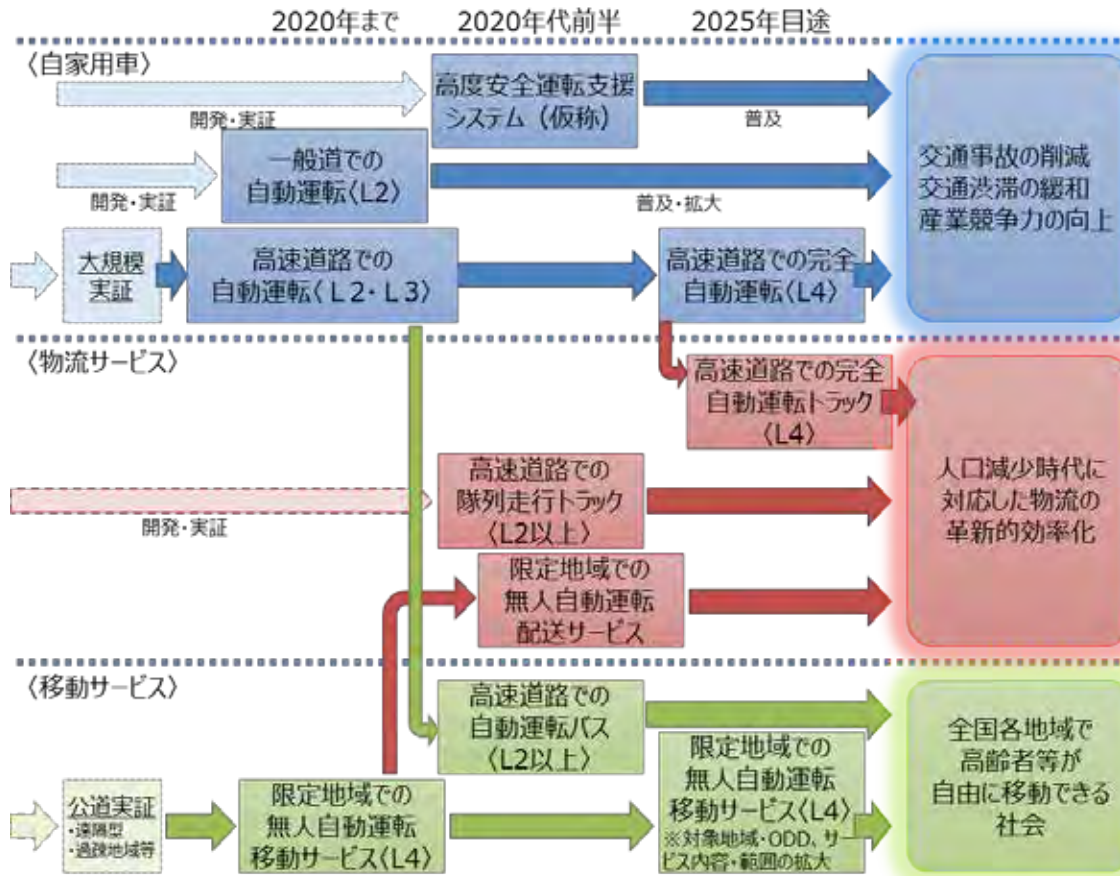 2020年まで
2020年代前半
2025年目途
〈自家用車〉
開発・実証
高度安全運転支援
システム（仮称）
普及
開発・実証
一般道での
自動運転〈L2〉
普及・拡大
大規模
実証
高速道路での
自動運転〈L2・L3〉
高速道路での完全
自動運転〈L4〉
交通事故の削減
交通渋滞の緩和
産業競争力の向上
〈物流サービス〉
高速道路での完全
自動運転トラック
〈L4〉
開発・実証
高速道路での
隊列走行トラック
〈L2以上〉
限定地域での
無人自動運転
配送サービス
人口減少時代に
対応した物流の
革新的効率化
〈移動サービス〉
高速道路での
自動運転バス
〈L2以上〉
公道実証
・遠隔型
・過疎地域等
限定地域での
無人自動運転
移動サービス〈L4〉
限定地域での
無人自動運転
移動サービス〈L4〉
※対象地域・ODD、サー
ビス内容・範囲の拡大
全国各地域で
高齢者等が
自由に移動できる
社会